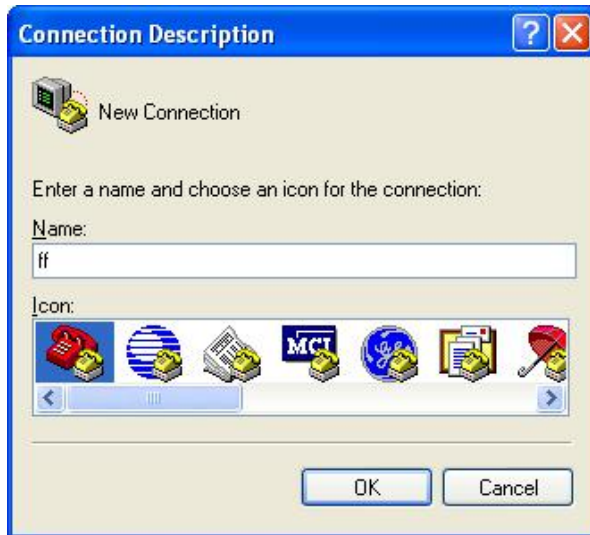 Connection Description
New Connection
Enter a name and choose an icon for the connection:
Name:
ff
Icon:
MCI
OK Cancel